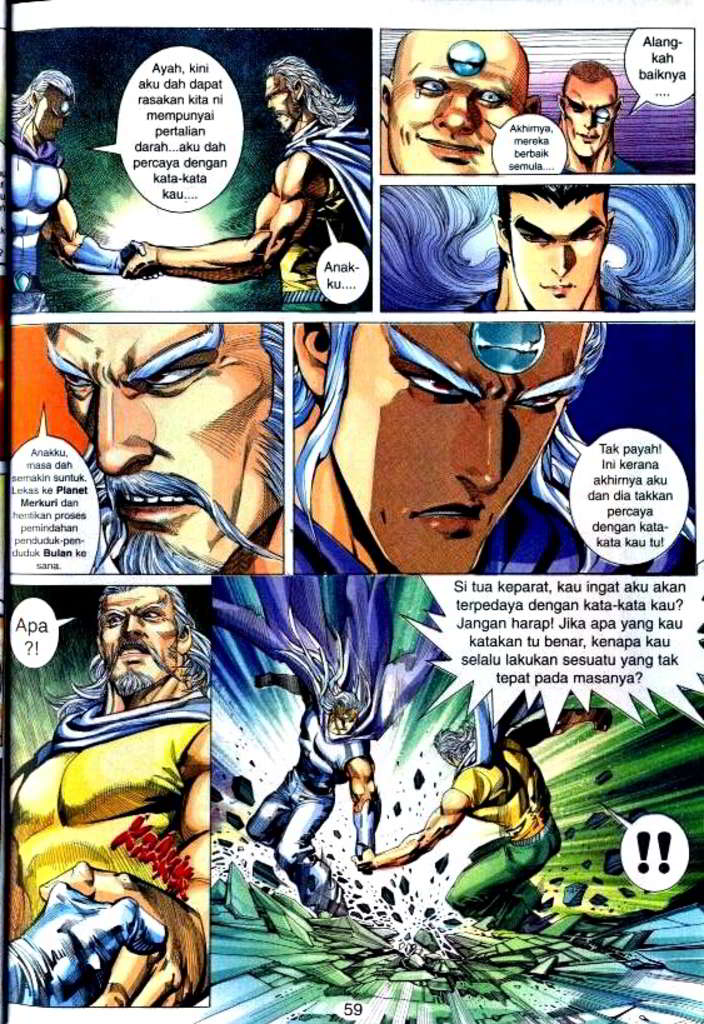 Ayah, kini
aku dah dapat
rasakan kita ni
mempunyai
pertalian
darah...aku dah
percaya dengan
kata-kata
kau....
Anak-
ku....
Alang-
kah
baiknya
....
Akhirnya,
mereka
berbaik
semula....
Anakku,
masa dah
semakin suntuk.
Lekas ke Planet
Merkuri dan
hentikan proses
pemindahan
penduduk-pen-
duduk Bulan ke
sana.
Tak payah!
Ini kerana
akhirnya aku
dan dia takkan
percaya
dengan kata-
kata kau tu!
Apa
?!
Si tua keparat, kau ingat aku akan
terpedaya dengan kata-kata kau?
Jangan harap! Jika apa yang kau
katakan tu benar, kenapa kau
selalu lakukan sesuatu yang tak
tepat pada masanya?
!!
59